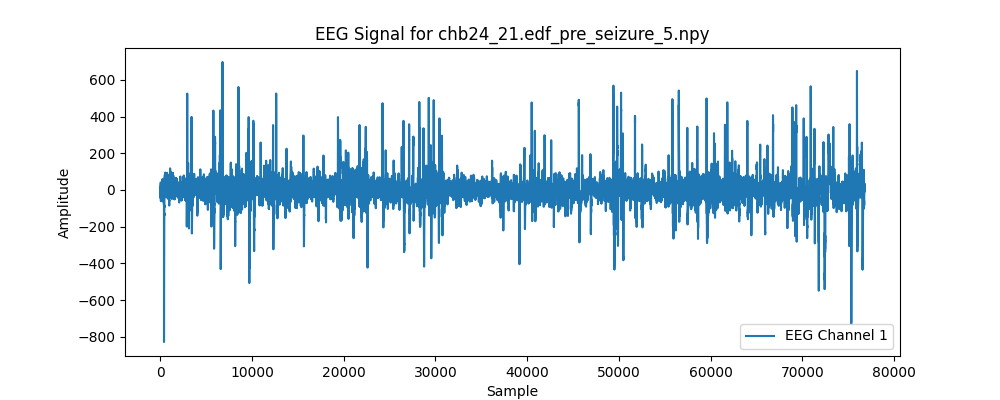 EEG Signal for chb24_21.edf_pre_seizure_5.npy
600
400
200
0
−200
−400
−600
−800
Amplitude
EEG Channel 1
0 10000 20000 30000 40000 50000 60000 70000 80000
Sample